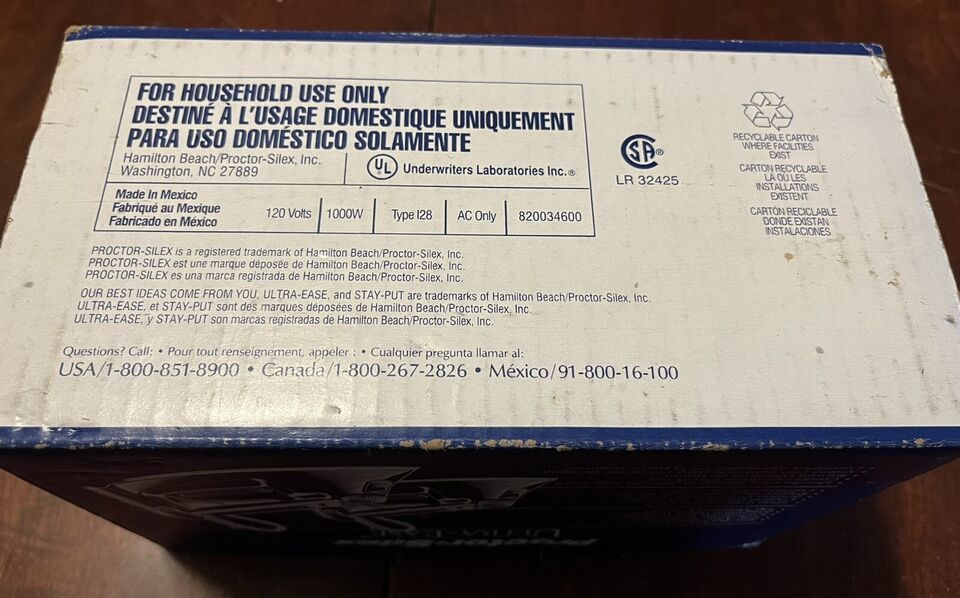 FOR HOUSEHOLD USE ONLY
DESTINÉ À L'USAGE DOMESTIQUE UNIQUEMENT
PARA USO DOMÉSTICO SOLAMENTE
Hamilton Beach/Proctor-Silex, Inc.
Washington, NC 27889
UL Underwriters Laboratories Inc.®
Made in Mexico
Fabriqué au Mexique
Fabricado en México
120 Volts
1000W
Type I28
AC Only
820034600
SA®
LR 32425
RECYCLABLE CARTON
WHERE FACILITIES
EXIST
CARTON RECYCLABLE
LÀ OÙ LES
INSTALLATIONS
EXISTENT
CARTÓN RECICLABLE
DONDE EXISTAN
INSTALACIONES
PROCTOR-SILEX is a registered trademark of Hamilton Beach/Proctor-Silex, Inc.
PROCTOR-SILEX est une marque déposée de Hamilton Beach/Proctor-Silex, Inc.
PROCTOR-SILEX es una marca registrada de Hamilton Beach/Proctor-Silex, Inc.
OUR BEST IDEAS COME FROM YOU, ULTRA-EASE, and STAY-PUT are trademarks of Hamilton Beach/Proctor-Silex, Inc.
ULTRA-EASE, et STAY-PUT sont des marques déposées de Hamilton Beach/Proctor-Silex, Inc.
ULTRA-EASE, y STAY-PUT son marcas registradas de Hamilton Beach/Proctor-Silex, Inc.
Questions? Call: • Pour tout renseignement, appeler : • Cualquier pregunta llamar al:
USA/1-800-851-8900 • Canada/1-800-267-2826 • México/91-800-16-100
ULTRA-EASE
Proctor-Silex